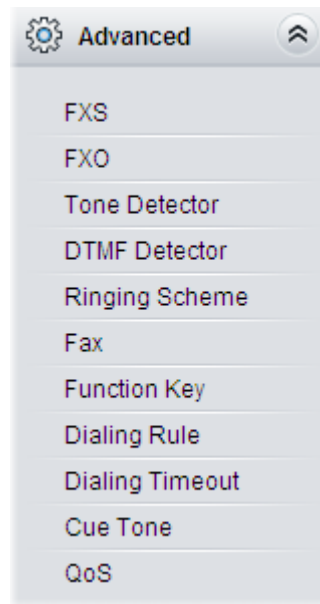 Advanced
FXS
FXO
Tone Detector
DTMF Detector
Ringing Scheme
Fax
Function Key
Dialing Rule
Dialing Timeout
Cue Tone
QoS